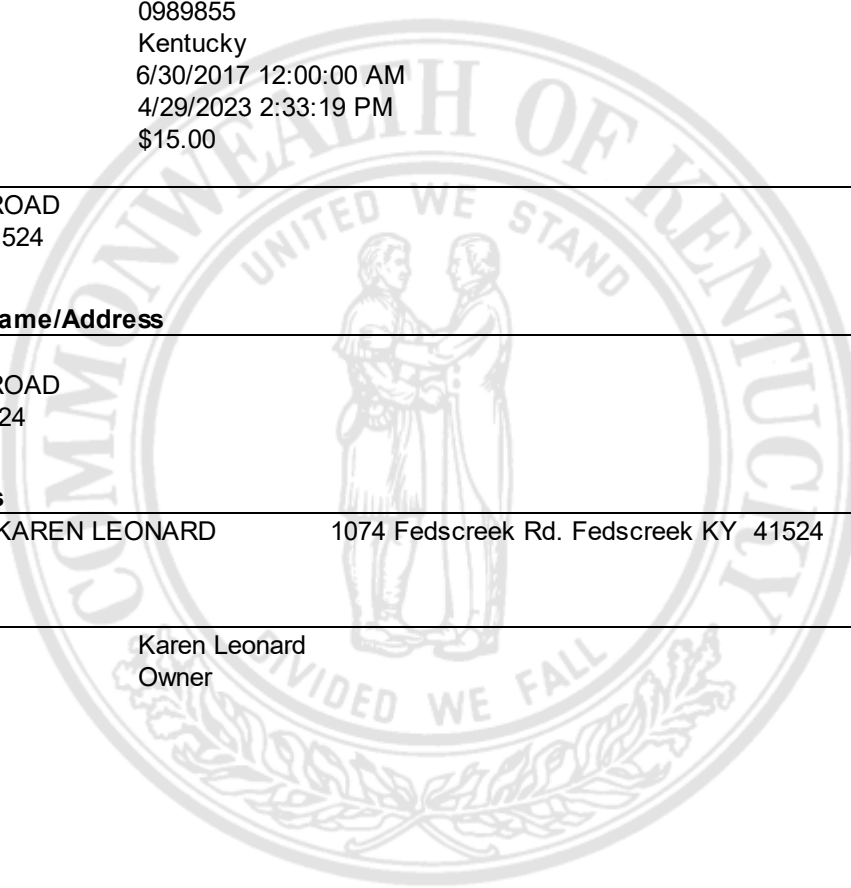 0989855
Kentucky
6/30/2017 12:00:00 AM
4/29/2023 2:33:19 PM
$15.00
ROAD
524
ame/Address
ROAD
24
s
KAREN LEONARD 1074 Fedscreek Rd. Fedscreek KY 41524
Karen Leonard
Owner
COMMONWEALTH OF KENTUCKY
UNITED WE STAND
DIVIDED WE FALL